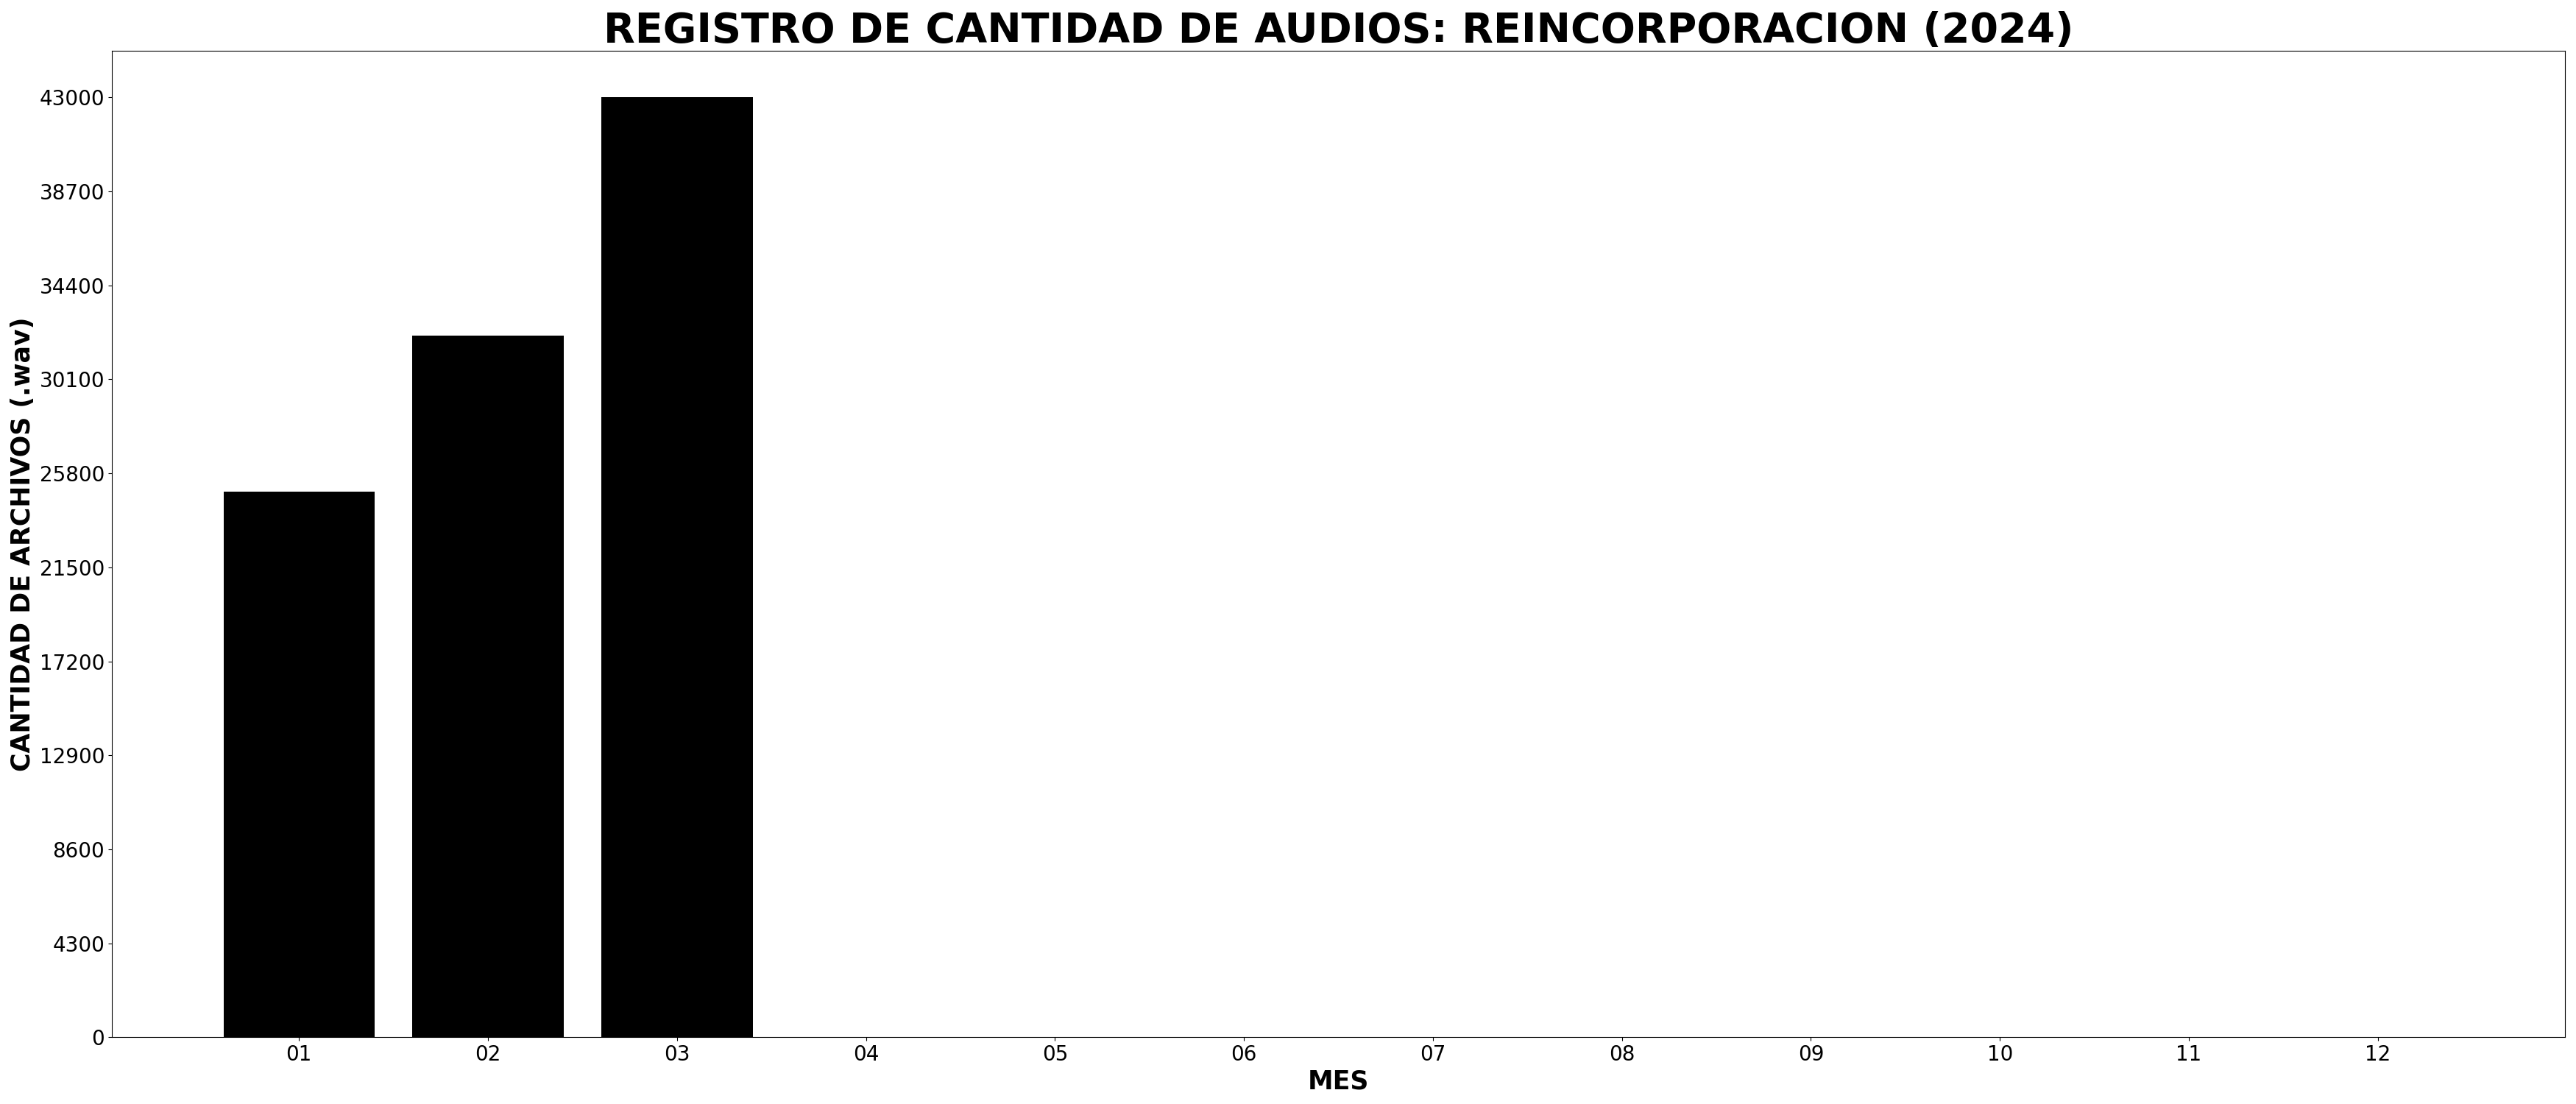 REGISTRO DE CANTIDAD DE AUDIOS: REINCORPORACION (2024)
CANTIDAD DE ARCHIVOS (.wav)
43000
38700
34400
30100
25800
21500
17200
12900
8600
4300
0
01 02 03 04 05 06 07 08 09 10 11 12
MES